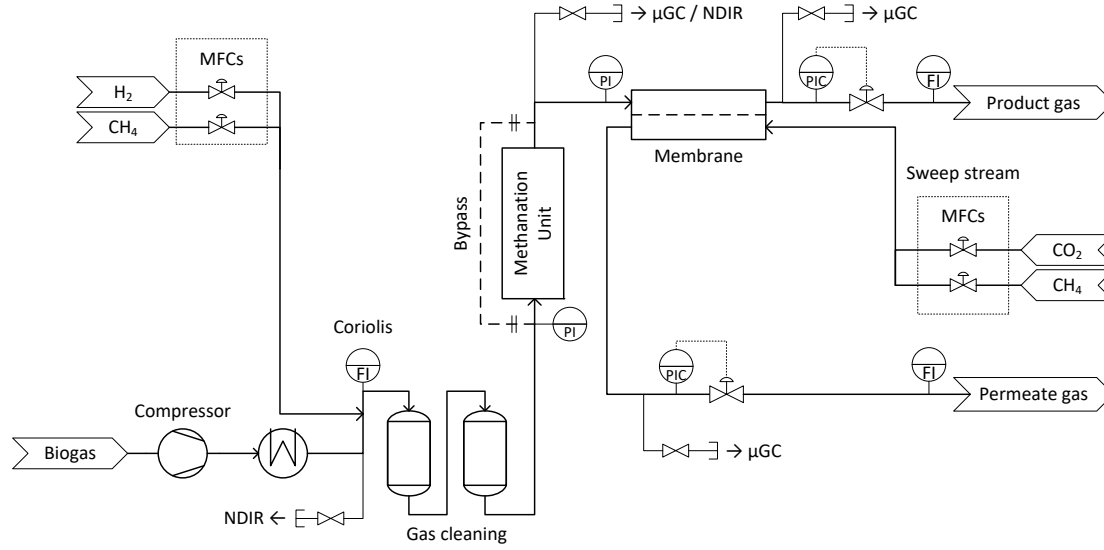 → μGC / NDIR
→ μGC
MFCs
H₂
CH₄
PI
PIC
FI
Product gas
Membrane
Sweep stream
MFCs
CO₂
CH₄
Bypass
Methanation
Unit
PI
Coriolis
FI
PIC
FI
Permeate gas
Compressor
Biogas
→ μGC
NDIR ←
Gas cleaning